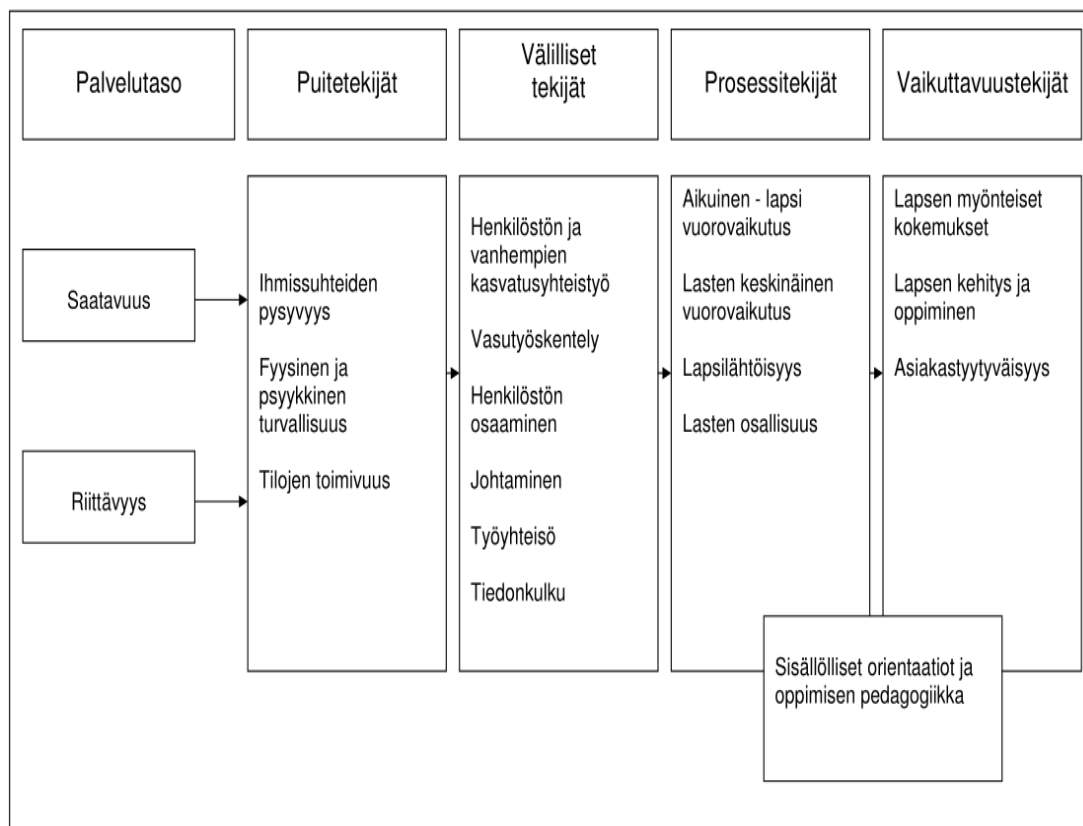 Palvelutaso
Puitetekijät
Välilliset
tekijät
Prosessitekijät
Vaikuttavuustekijät
Saatavuus
Riittävyys
Ihmissuhteiden
pysyvyys
Fyysinen ja
psyykkinen
turvallisuus
Tilojen toimivuus
Henkilöstön ja
vanhempien
kasvatusyhteistyö
Vasutyöskentely
Henkilöstön
osaaminen
Johtaminen
Työyhteisö
Tiedonkulku
Aikuinen - lapsi
vuorovaikutus
Lasten keskinäinen
vuorovaikutus
Lapsilähtöisyys
Lasten osallisuus
Lapsen myönteiset
kokemukset
Lapsen kehitys ja
oppiminen
Asiakastyytyväisyys
Sisällölliset orientaatiot ja
oppimisen pedagogiikka